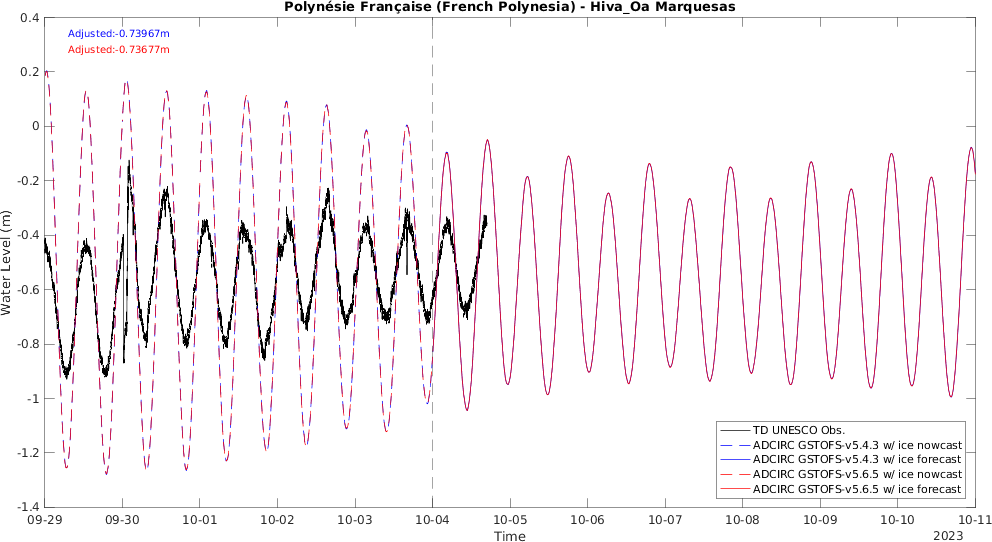 Polynésie Française (French Polynesia) - Hiva_Oa Marquesas
Adjusted:-0.73967m
Adjusted:-0.73677m
Water Level (m)
0.4
0.2
0
-0.2
-0.4
-0.6
-0.8
-1
-1.2
-1.4
TD UNESCO Obs.
ADCIRC GSTOFS-v5.4.3 w/ ice nowcast
ADCIRC GSTOFS-v5.4.3 w/ ice forecast
ADCIRC GSTOFS-v5.6.5 w/ ice nowcast
ADCIRC GSTOFS-v5.6.5 w/ ice forecast
09-29 09-30 10-01 10-02 10-03 10-04 10-05 10-06 10-07 10-08 10-09 10-10 10-11
Time
2023